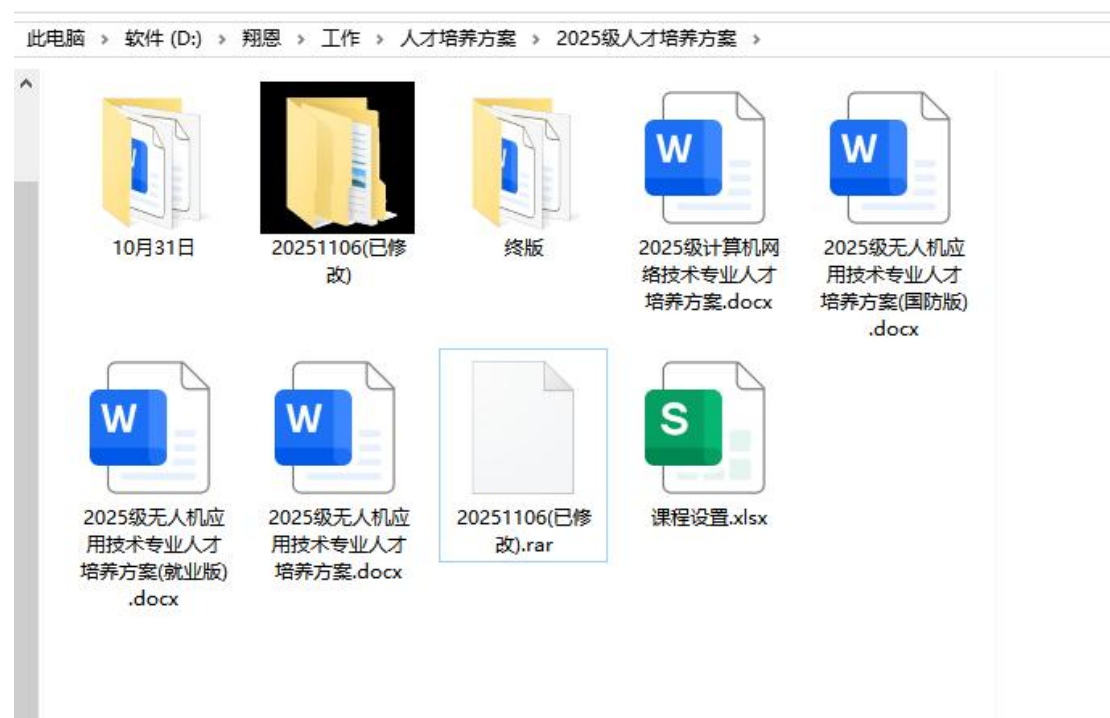 此电脑 › 软件 (D:) › 翔恩 › 工作 › 人才培养方案 › 2025级人才培养方案 ›
10月31日
20251106(已修
改)
终版
W
2025级计算机网
络技术专业人才
培养方案.docx
W
2025级无人机应
用技术专业人才
培养方案(国防版)
.docx
W
2025级无人机应
用技术专业人才
培养方案(就业版)
.docx
W
2025级无人机应
用技术专业人才
培养方案.docx
20251106(已修
改).rar
S
课程设置.xlsx